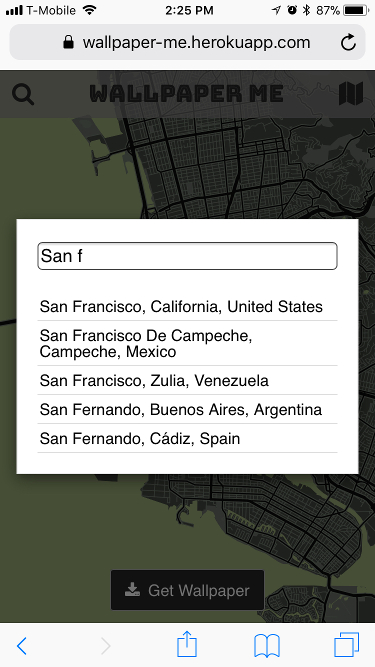 T-Mobile 2:25 PM 87%
wallpaper-me.herokuapp.com
WALLPAPER ME
San f
San Francisco, California, United States
San Francisco De Campeche,
Campeche, Mexico
San Francisco, Zulia, Venezuela
San Fernando, Buenos Aires, Argentina
San Fernando, Cádiz, Spain
Get Wallpaper